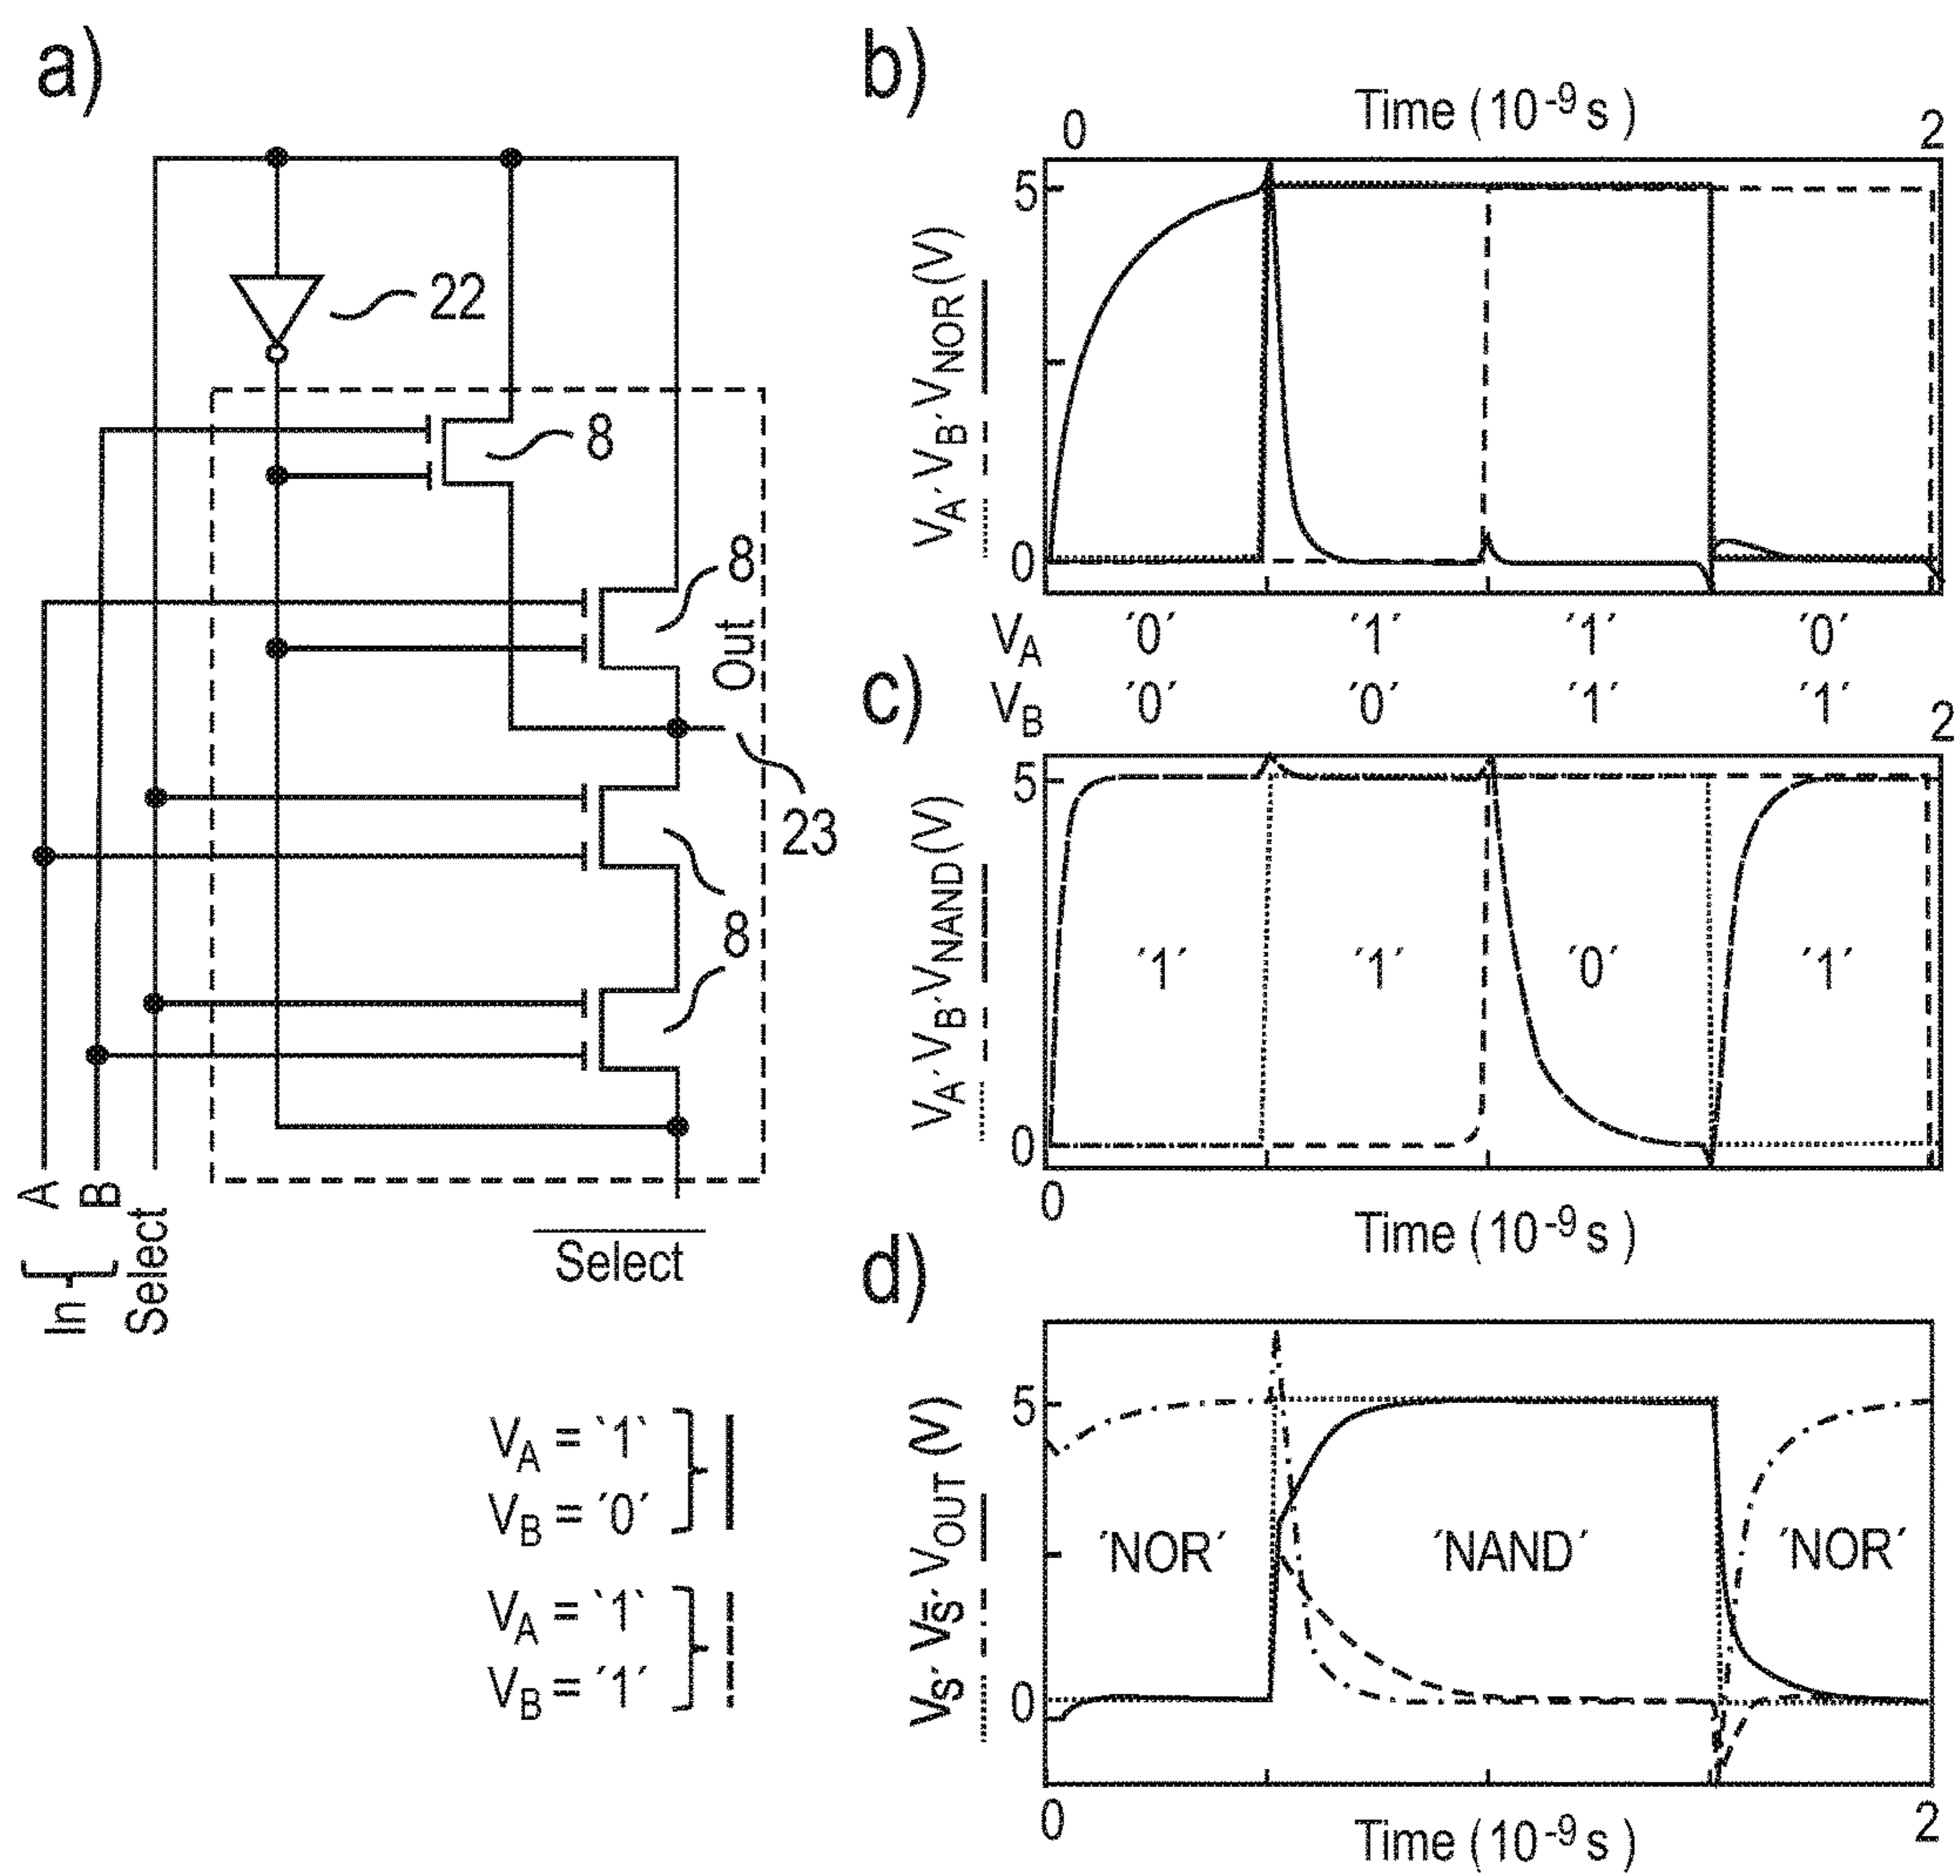 a)
22
8
8
Out
23
8
A
B
In
Select
Select
V_A = `1`
V_B = ´0´
V_A = `1`
V_B = ´1´
b)
Time (10^-9 s)
0
2
5
0
V_A´ V_B´ V_NOR (V)
V_A ´0´ ´1´ ´1´ ´0´
V_B ´0´ ´0´ ´1´ ´1´
c)
2
5
0
V_A´ V_B´ V_NAND (V)
´1´ ´1´ ´0´ ´1´
0
Time (10^-9 s)
d)
5
0
V_S´ V_S̅´ V_OUT (V)
´NOR´ ´NAND´ ´NOR´
0
2
Time (10^-9 s)